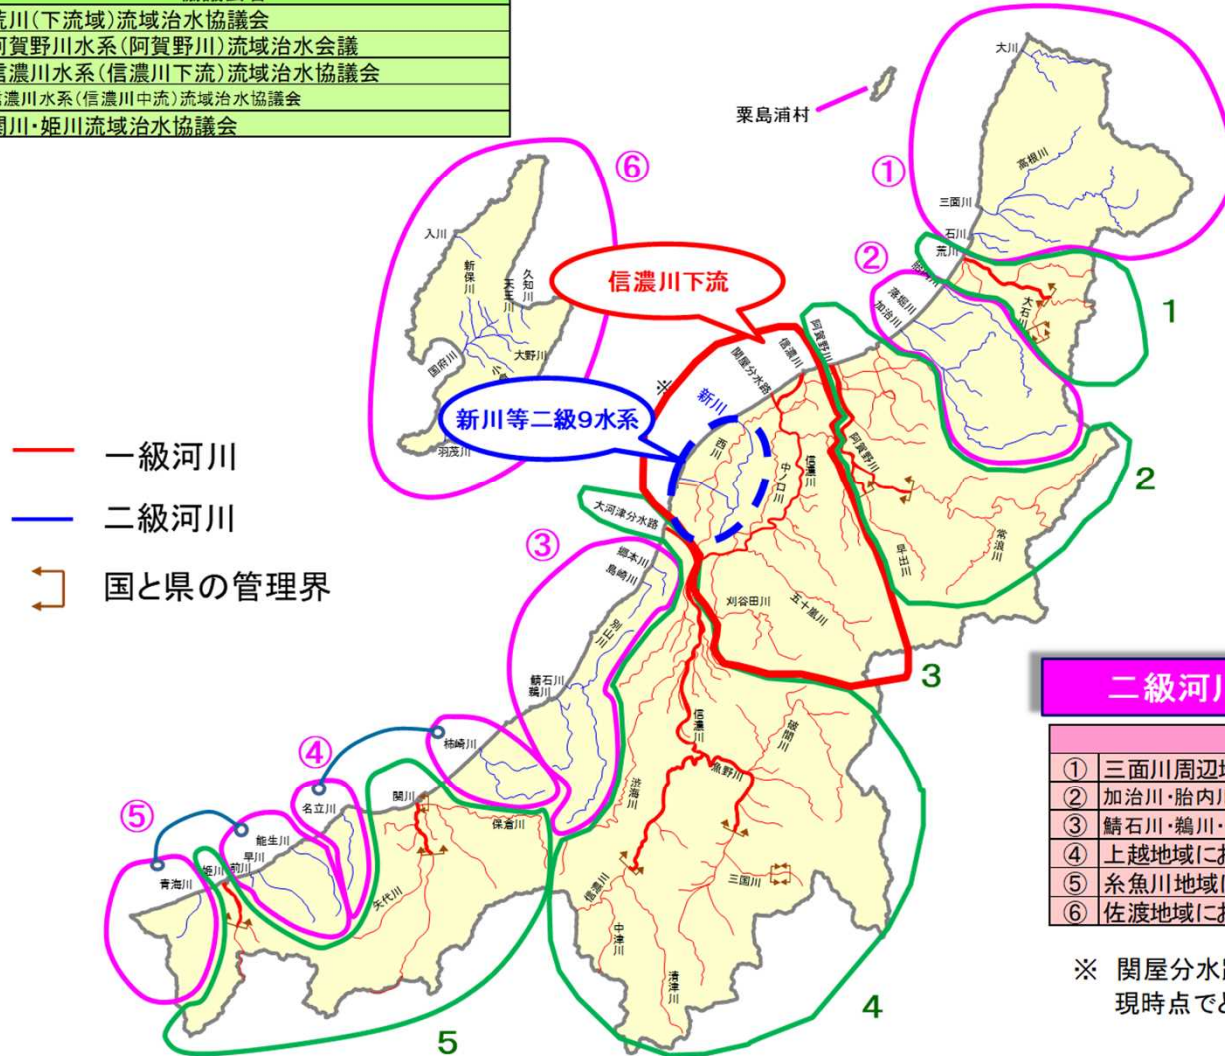 荒川(下流域)流域治水協議会
阿賀野川水系(阿賀野川)流域治水会議
信濃川水系(信濃川下流)流域治水協議会
信濃川水系(信濃川中流)流域治水協議会
関川・姫川流域治水協議会
粟島浦村
大川
高根川
①
三面川
石川
荒川
⑥
入川
新保川
久知川
天王川
大野川
国府川
羽茂川
②
落堀川
加治川
大石川
1
信濃川下流
阿賀野川
信濃川
関屋分水路
※
新川
新川等二級9水系
西川
中ノ口川
信濃川
阿賀野川
2
早出川
常浪川
大河津分水路
③
郷本川
島崎川
別山川
刈谷田川
五十嵐川
3
鯖石川
鵜川
一級河川
二級河川
国と県の管理界
信濃川
破間川
魚野川
渋海川
柿崎川
④
名立川
関川
保倉川
⑤
能生川
早川
前川
姫川
青海川
矢代川
三国川
信濃川
中津川
清津川
4
5
二級河川
① 三面川周辺
② 加治川・胎内川
③ 鯖石川・鵜川・
④ 上越地域にお
⑤ 糸魚川地域に
⑥ 佐渡地域にお
※ 関屋分水路
現時点で